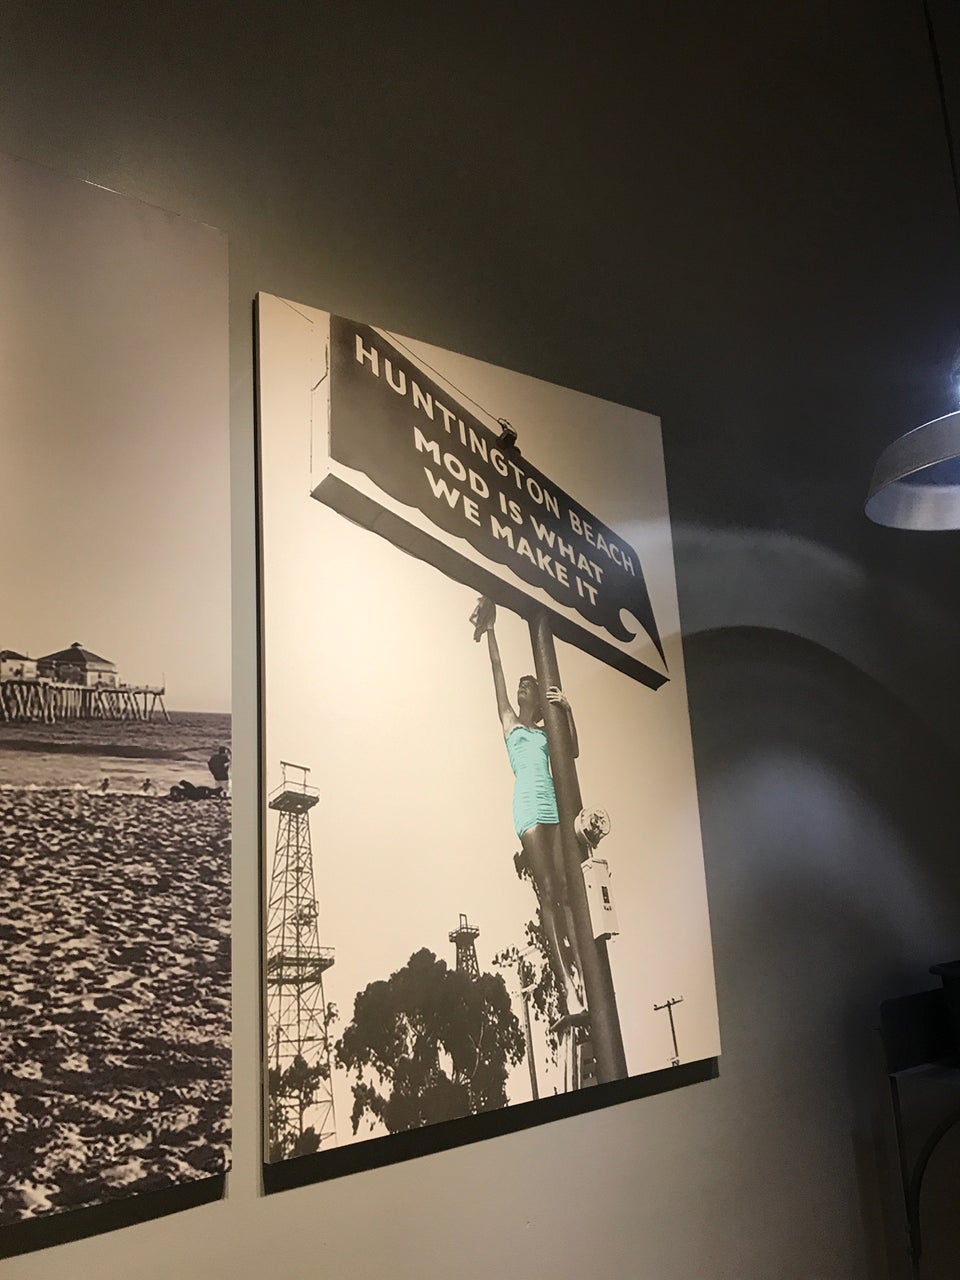 HUNTINGTON BEACH
MOD IS WHAT
WE MAKE IT